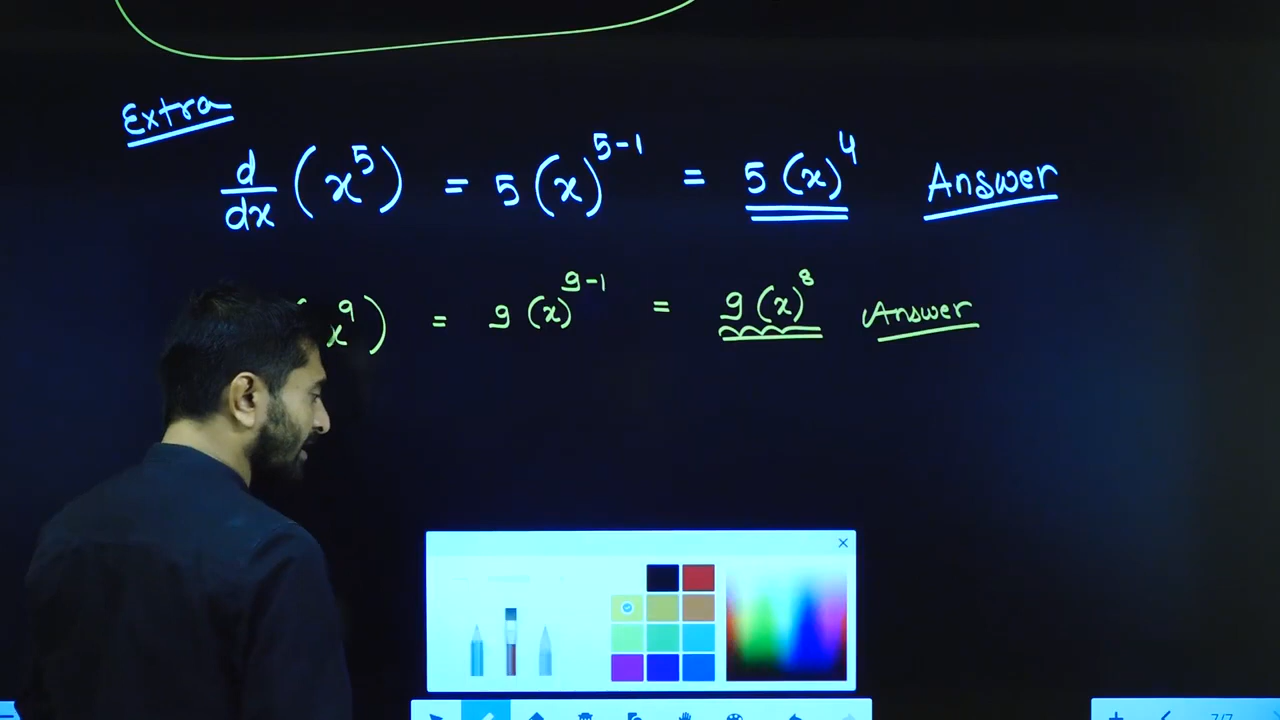 Extra
d/dx (x^5) = 5 (x)^5-1 = 5 (x)^4 Answer
x^9) = 9 (x)^9-1 = 9 (x)^8 Answer